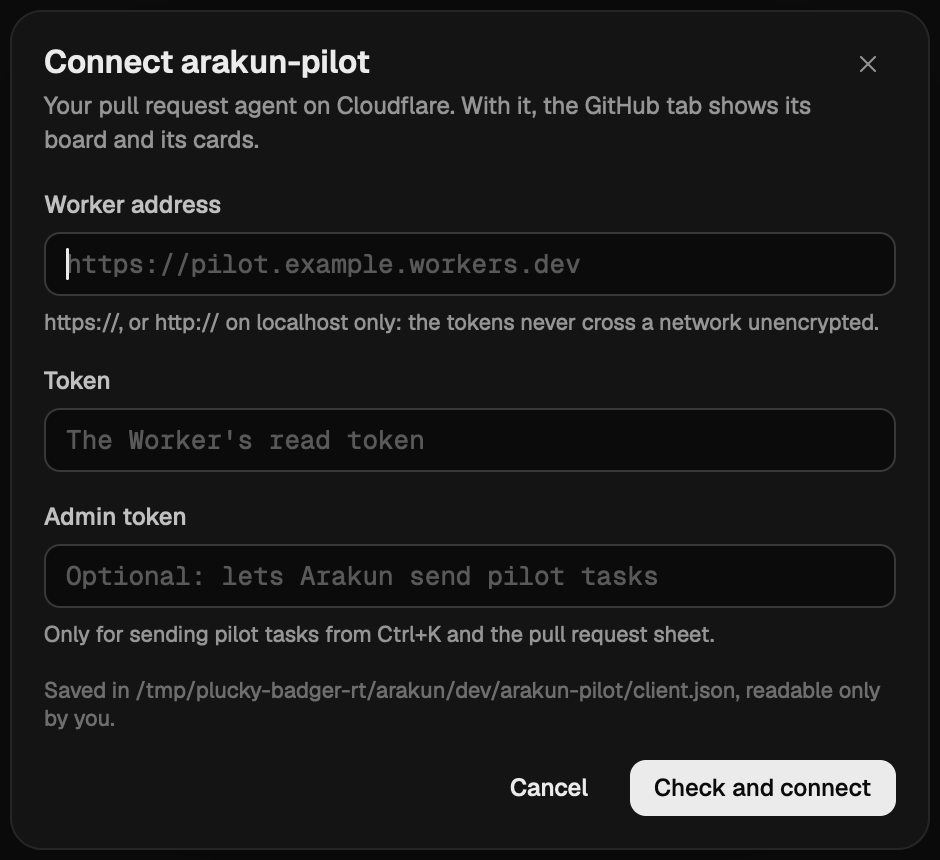 Connect arakun-pilot
Your pull request agent on Cloudflare. With it, the GitHub tab shows its
board and its cards.
Worker address
https://pilot.example.workers.dev
https://, or http:// on localhost only: the tokens never cross a network unencrypted.
Token
The Worker's read token
Admin token
Optional: lets Arakun send pilot tasks
Only for sending pilot tasks from Ctrl+K and the pull request sheet.
Saved in /tmp/plucky-badger-rt/arakun/dev/arakun-pilot/client.json, readable only
by you.
Cancel
Check and connect